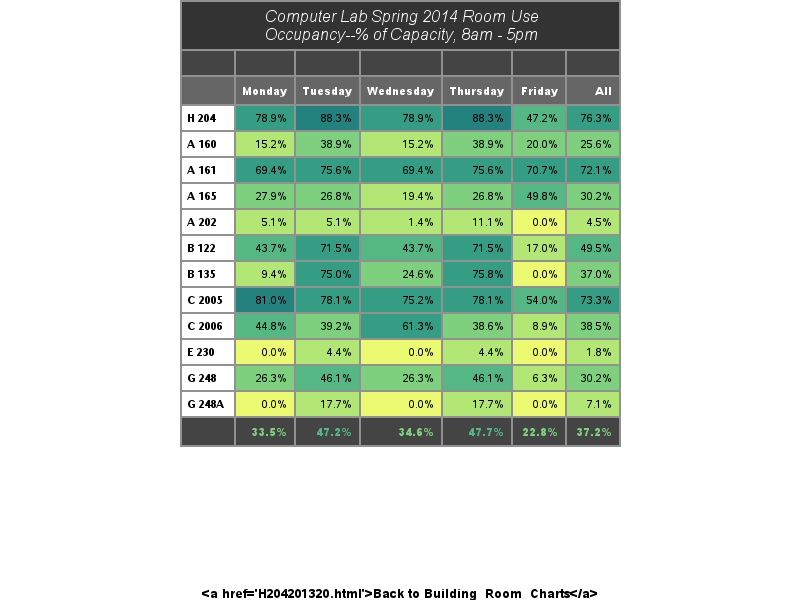 Computer Lab Spring 2014 Room Use
Occupancy--% of Capacity, 8am - 5pm
Monday Tuesday Wednesday Thursday Friday All
H 204 78.9% 88.3% 78.9% 88.3% 47.2% 76.3%
A 160 15.2% 38.9% 15.2% 38.9% 20.0% 25.6%
A 161 69.4% 75.6% 69.4% 75.6% 70.7% 72.1%
A 165 27.9% 26.8% 19.4% 26.8% 49.8% 30.2%
A 202 5.1% 5.1% 1.4% 11.1% 0.0% 4.5%
B 122 43.7% 71.5% 43.7% 71.5% 17.0% 49.5%
B 135 9.4% 75.0% 24.6% 75.8% 0.0% 37.0%
C 2005 81.0% 78.1% 75.2% 78.1% 54.0% 73.3%
C 2006 44.8% 39.2% 61.3% 38.6% 8.9% 38.5%
E 230 0.0% 4.4% 0.0% 4.4% 0.0% 1.8%
G 248 26.3% 46.1% 26.3% 46.1% 6.3% 30.2%
G 248A 0.0% 17.7% 0.0% 17.7% 0.0% 7.1%
33.5% 47.2% 34.6% 47.7% 22.8% 37.2%
<a href='H204201320.html'>Back to Building_Room_Charts</a>